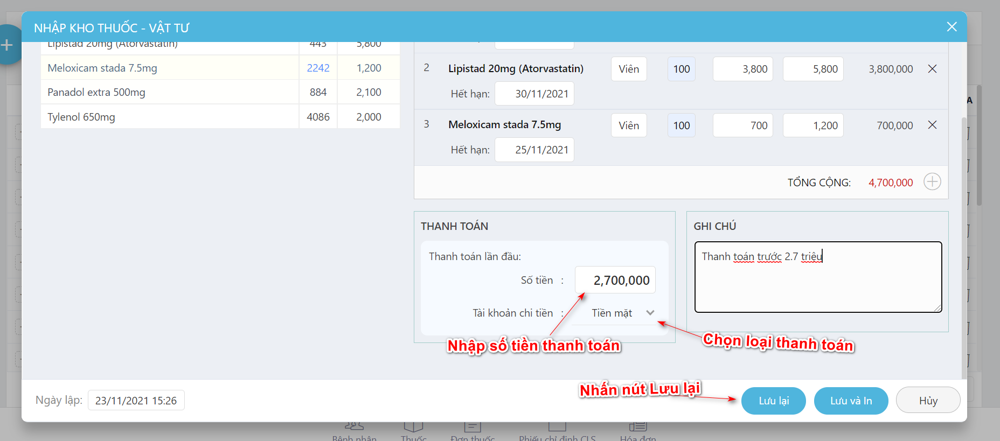 NHẬP KHO THUỐC - VẬT TƯ
Lipistad 20mg (Atorvastatin) 443 5,800
Meloxicam stada 7.5mg 2242 1,200
Panadol extra 500mg 884 2,100
Tylenol 650mg 4086 2,000
2 Lipistad 20mg (Atorvastatin) Viên 100 3,800 5,800 3,800,000
Hết hạn: 30/11/2021
3 Meloxicam stada 7.5mg Viên 100 700 1,200 700,000
Hết hạn: 25/11/2021
TỔNG CỘNG: 4,700,000
THANH TOÁN
Thanh toán lần đầu:
Số tiền : 2,700,000
Tài khoản chi tiền : Tiền mặt
Nhập số tiền thanh toán
GHI CHÚ
Thanh toán trước 2.7 triệu
Chọn loại thanh toán
Nhấn nút Lưu lại
Ngày lập: 23/11/2021 15:26
Lưu lại Lưu và In Hủy
Bệnh nhân Thuốc Đơn thuốc Phiếu chỉ định CLS Hóa đơn